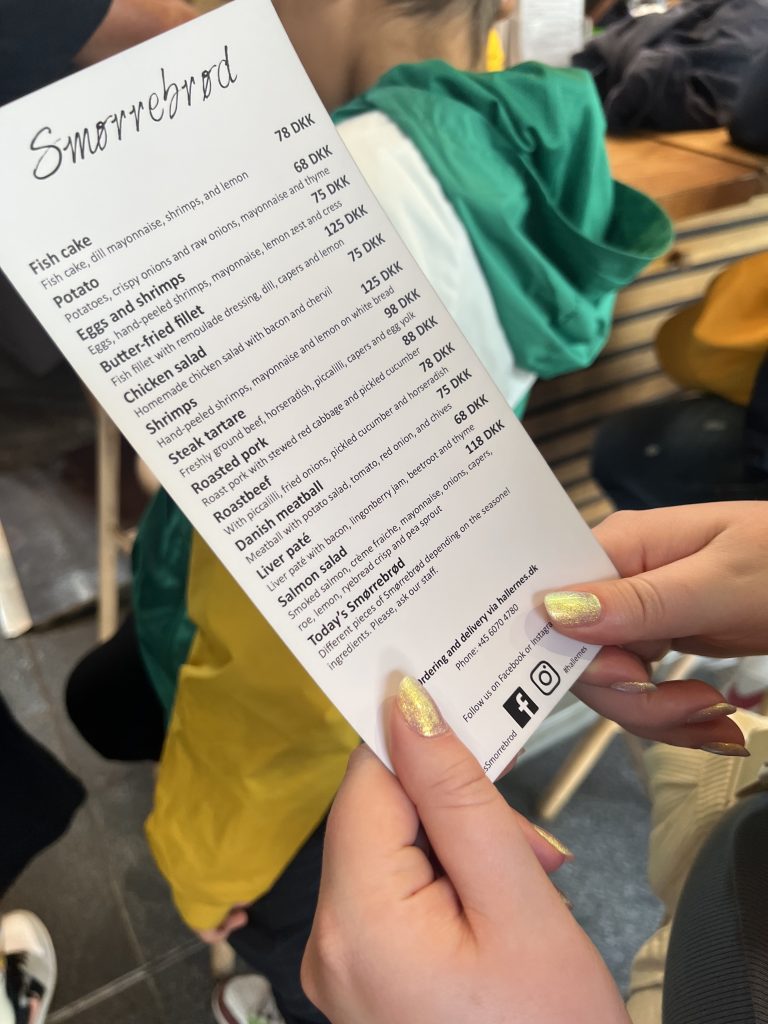 Smørrebrød
Fish cake 78 DKK
Fish cake, dill mayonnaise, shrimps, and lemon
Potato 68 DKK
Potatoes, crispy onions and raw onions, mayonnaise and thyme
Eggs and shrimps 75 DKK
Eggs, hand-peeled shrimps, mayonnaise, lemon zest and cress
Butter-fried fillet 125 DKK
Fish fillet with remoulade dressing, dill, capers and lemon
Chicken salad 75 DKK
Homemade chicken salad with bacon and chervil
Shrimps 125 DKK
Hand-peeled shrimps, mayonnaise and lemon on white bread
Steak tartare 98 DKK
Freshly ground beef, horseradish, piccalilli, capers and egg yolk
Roasted pork 88 DKK
Roast pork with stewed red cabbage and pickled cucumber
Roastbeef 78 DKK
With piccalilli, fried onions, pickled cucumber and horseradish
Danish meatball 75 DKK
Meatball with potato salad, tomato, red onion, and chives
Liver paté 68 DKK
Liver paté with bacon, lingonberry jam, beetroot and thyme
Salmon salad 118 DKK
Smoked salmon, crème fraiche, mayonnaise, onions, capers,
roe, lemon, ryebread crisp and pea sprout
Today's Smørrebrød
Different pieces of Smørrebrød depending on the seasonel
ingredients. Please, ask our staff.
rdering and delivery via hallernes.dk
Phone: +45 6070 4780
Follow us on Facebook or Instagra
#hallernes
sSmorrebrod